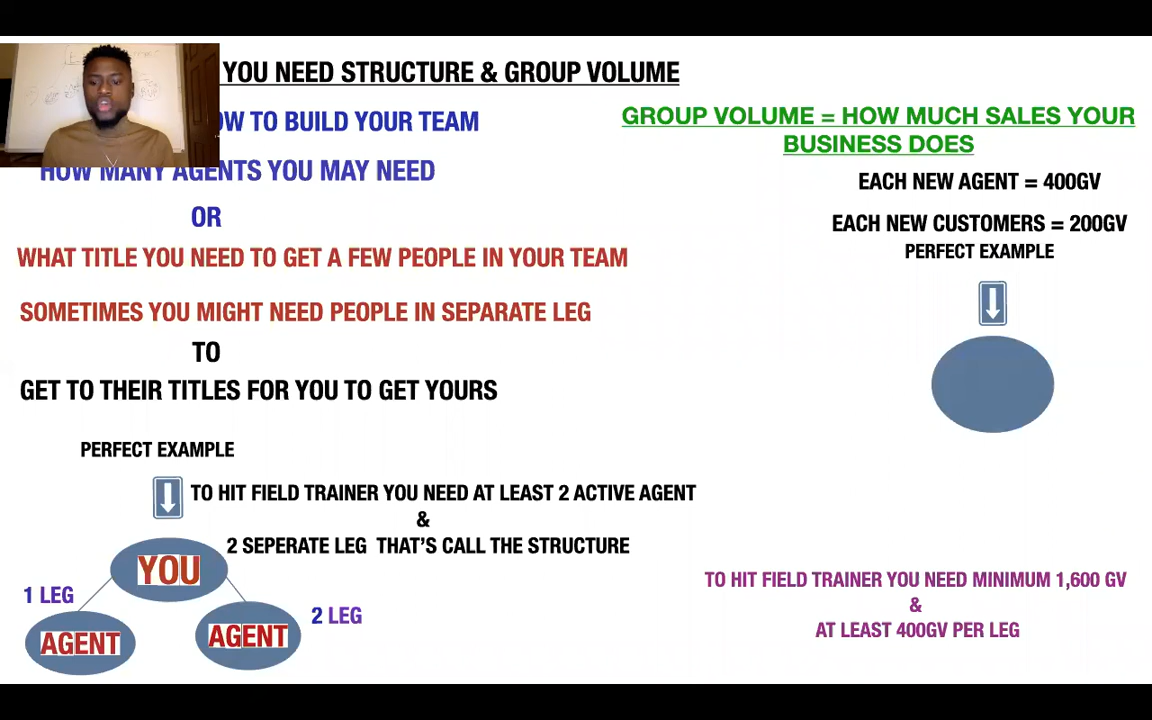 YOU NEED STRUCTURE & GROUP VOLUME
OW TO BUILD YOUR TEAM
HOW MANY AGENTS YOU MAY NEED
OR
WHAT TITLE YOU NEED TO GET A FEW PEOPLE IN YOUR TEAM
SOMETIMES YOU MIGHT NEED PEOPLE IN SEPARATE LEG
TO
GET TO THEIR TITLES FOR YOU TO GET YOURS
PERFECT EXAMPLE
TO HIT FIELD TRAINER YOU NEED AT LEAST 2 ACTIVE AGENT
&
2 SEPERATE LEG THAT'S CALL THE STRUCTURE
YOU
1 LEG
2 LEG
AGENT
AGENT
GROUP VOLUME = HOW MUCH SALES YOUR
BUSINESS DOES
EACH NEW AGENT = 400GV
EACH NEW CUSTOMERS = 200GV
PERFECT EXAMPLE
TO HIT FIELD TRAINER YOU NEED MINIMUM 1,600 GV
&
AT LEAST 400GV PER LEG